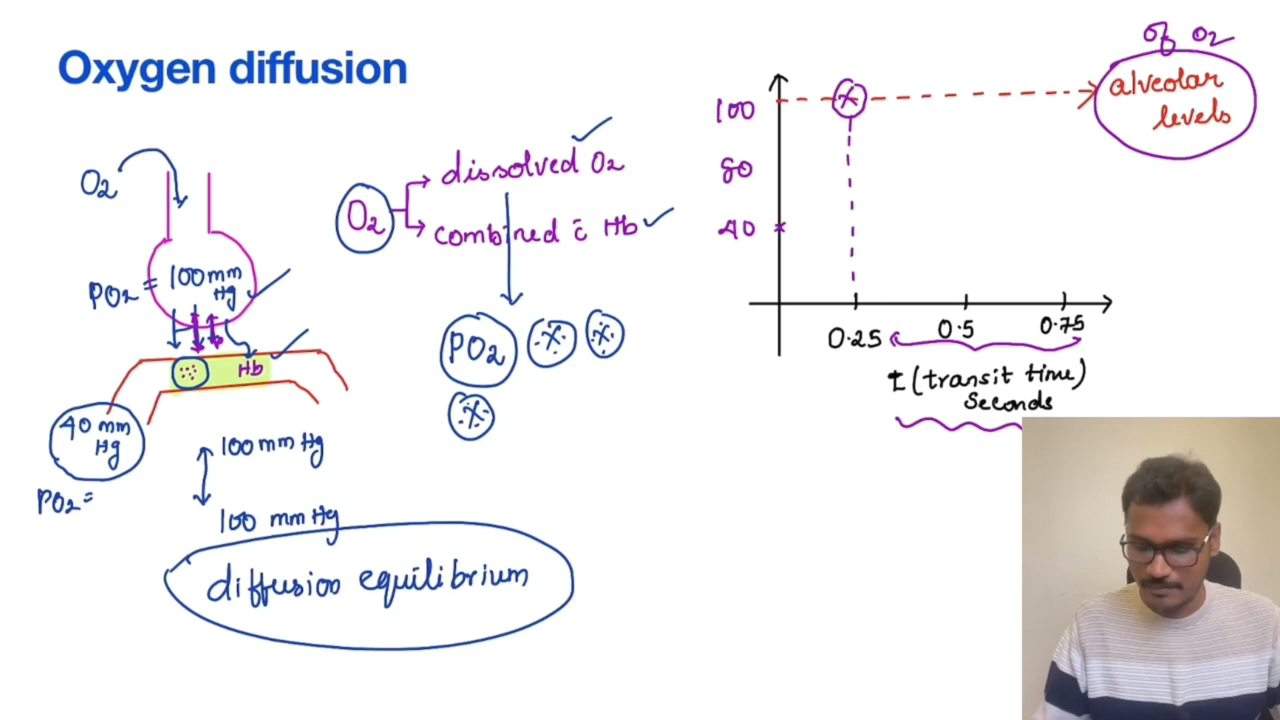 Oxygen diffusion
O2
PO2 = 100 mm
Hg
Hb
40 mm
Hg
PO2 =
100 mm Hg
100 mm Hg
diffusion equilibrium
O2
dissolved O2
combined c̄ Hb
PO2
of O2
alveolar
levels
100
80
40
0.25
0.5
0.75
t (transit time)
Seconds